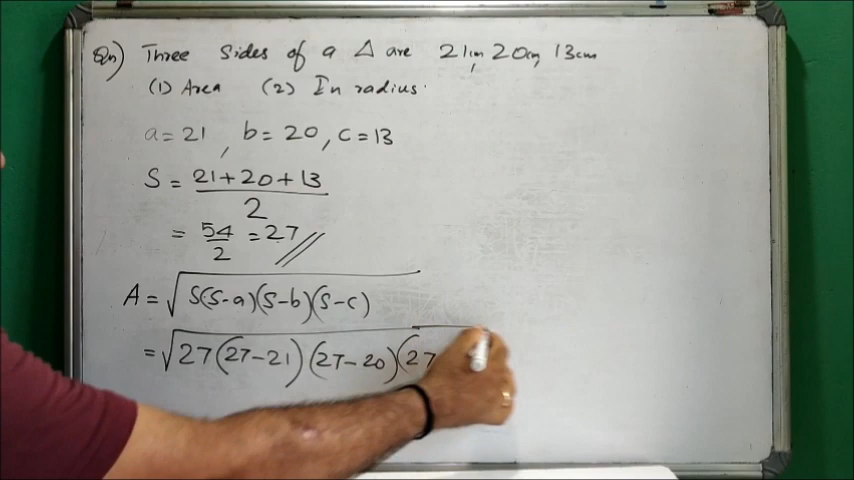 Qn) Three sides of a Δ are 21cm, 20cm, 13cm
(1) Area (2) In radius.
a = 21, b = 20, c = 13
S = 21+20+13 / 2
= 54/2 = 27 //
A = √S(S-a)(S-b)(S-c)
= √27(27-21)(27-20)(27